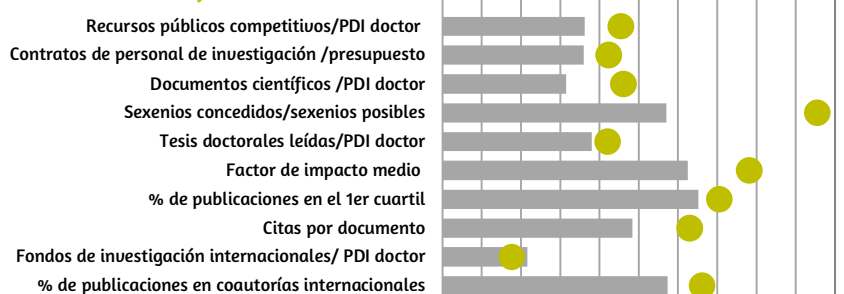 Recursos públicos competitivos/PDI doctor
Contratos de personal de investigación /presupuesto
Documentos científicos /PDI doctor
Sexenios concedidos/sexenios posibles
Tesis doctorales leídas/PDI doctor
Factor de impacto medio
% de publicaciones en el 1er cuartil
Citas por documento
Fondos de investigación internacionales/ PDI doctor
% de publicaciones en coautorías internacionales